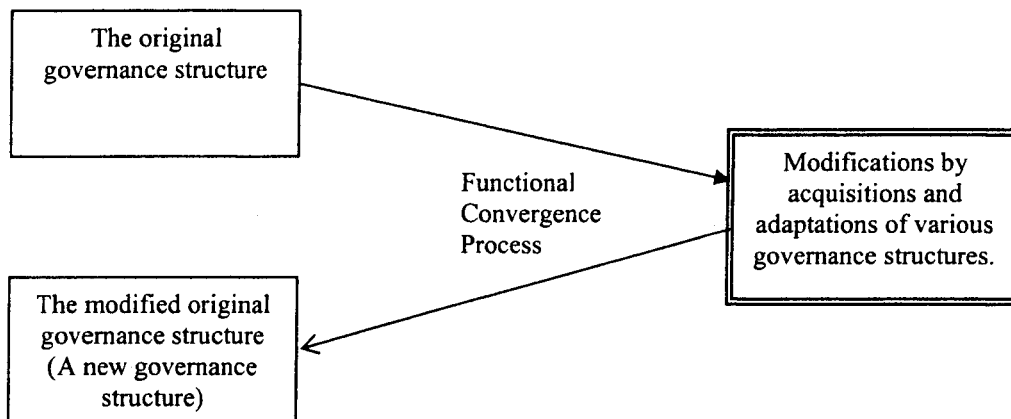 The original
governance structure
Modifications by
acquisitions and
adaptations of various
governance structures.
Functional
Convergence
Process
The modified original
governance structure
(A new governance
structure)